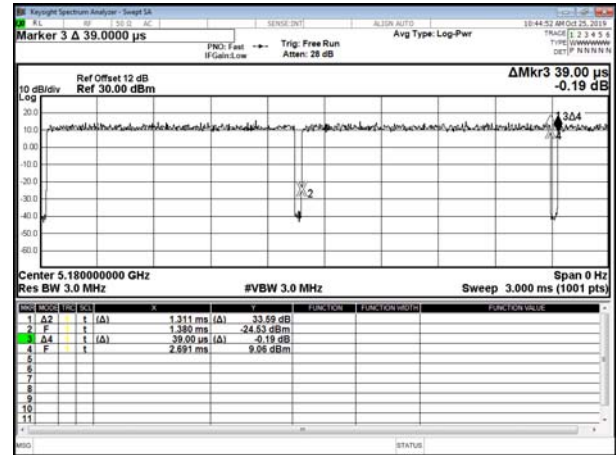 Keysight Spectrum Analyzer - Swept SA
RL RF 50 Ω AC SENSE:INT ALIGN AUTO 10:44:52 AM Oct 25, 2019
Marker 3 Δ 39.0000 µs
PNO: Fast
IFGain:Low
Trig: Free Run
Atten: 28 dB
Avg Type: Log-Pwr
TRACE 1 2 3 4 5 6
TYPE WWWWWW
DET P N N N N N
Ref Offset 12 dB
10 dB/div Ref 30.00 dBm
ΔMkr3 39.00 µs
-0.19 dB
Log
20.0
10.0
0.00
-10.0
-20.0
-30.0
-40.0
-50.0
-60.0
3Δ4
4
2
Center 5.180000000 GHz Span 0 Hz
Res BW 3.0 MHz #VBW 3.0 MHz Sweep 3.000 ms (1001 pts)
MKR MODE TRC SCL X Y FUNCTION FUNCTION WIDTH FUNCTION VALUE
1 Δ2 t (Δ) 1.311 ms (Δ) 33.59 dB
2 F t 1.380 ms -24.53 dBm
3 Δ4 t (Δ) 39.00 µs (Δ) -0.19 dB
4 F t 2.691 ms 9.06 dBm
5
6
7
8
9
10
11
MSG STATUS